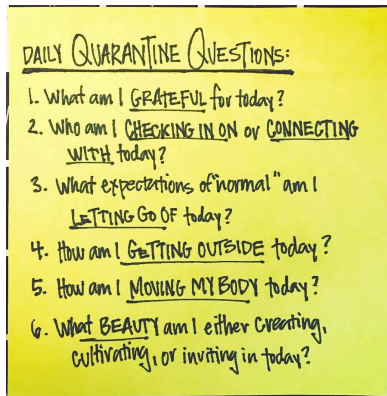 DAILY QUARANTINE QUESTIONS:
1. What am I GRATEFUL for today?
2. Who am I CHECKING IN ON or CONNECTING
WITH today?
3. What expectations of "normal" am I
LETTING GO OF today?
4. How am I GETTING OUTSIDE today?
5. How am I MOVING MY BODY today?
6. What BEAUTY am I either creating,
cultivating, or inviting in today?